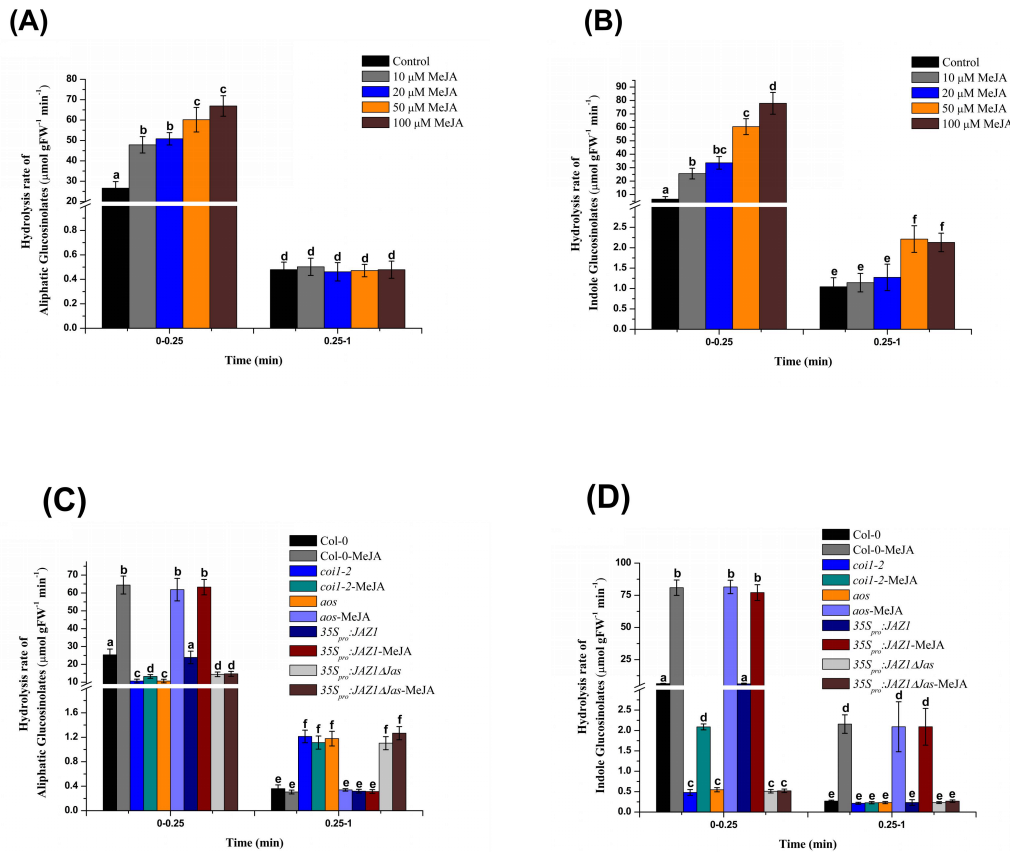 (A)
Control
10 µM MeJA
20 µM MeJA
50 µM MeJA
100 µM MeJA
Hydrolysis rate of
Aliphatic Glucosinolates (µmol gFW⁻¹ min⁻¹)
80
70
60
50
40
30
20
0.8
0.6
0.4
0.2
0.0
a
b
b
c
c
d
d
d
d
d
0-0.25
0.25-1
Time (min)
(B)
Control
10 µM MeJA
20 µM MeJA
50 µM MeJA
100 µM MeJA
Hydrolysis rate of
Indole Glucosinolates (µmol gFW⁻¹ min⁻¹)
90
80
70
60
50
40
30
20
10
2.5
2.0
1.5
1.0
0.5
0.0
a
b
bc
c
d
e
e
e
f
f
0-0.25
0.25-1
Time (min)
(C)
Col-0
Col-0-MeJA
coi1-2
coi1-2-MeJA
aos
aos-MeJA
35Spro:JAZ1
35Spro:JAZ1-MeJA
35Spro:JAZ1ΔJas
35Spro:JAZ1ΔJas-MeJA
Hydrolysis rate of
Aliphatic Glucosinolates (µmol gFW⁻¹ min⁻¹)
70
60
50
40
30
20
10
1.6
1.2
0.8
0.4
0.0
a
b
c
d
c
b
a
b
d
d
e
e
f
f
f
e
e
e
f
f
0-0.25
0.25-1
Time (min)
(D)
Col-0
Col-0-MeJA
coi1-2
coi1-2-MeJA
aos
aos-MeJA
35Spro:JAZ1
35Spro:JAZ1-MeJA
35Spro:JAZ1ΔJas
35Spro:JAZ1ΔJas-MeJA
Hydrolysis rate of
Indole Glucosinolates (µmol gFW⁻¹ min⁻¹)
100
75
50
25
2.5
2.0
1.5
1.0
0.5
0.0
a
b
c
d
c
b
a
b
c
c
e
d
e
e
e
d
e
d
e
e
0-0.25
0.25-1
Time (min)